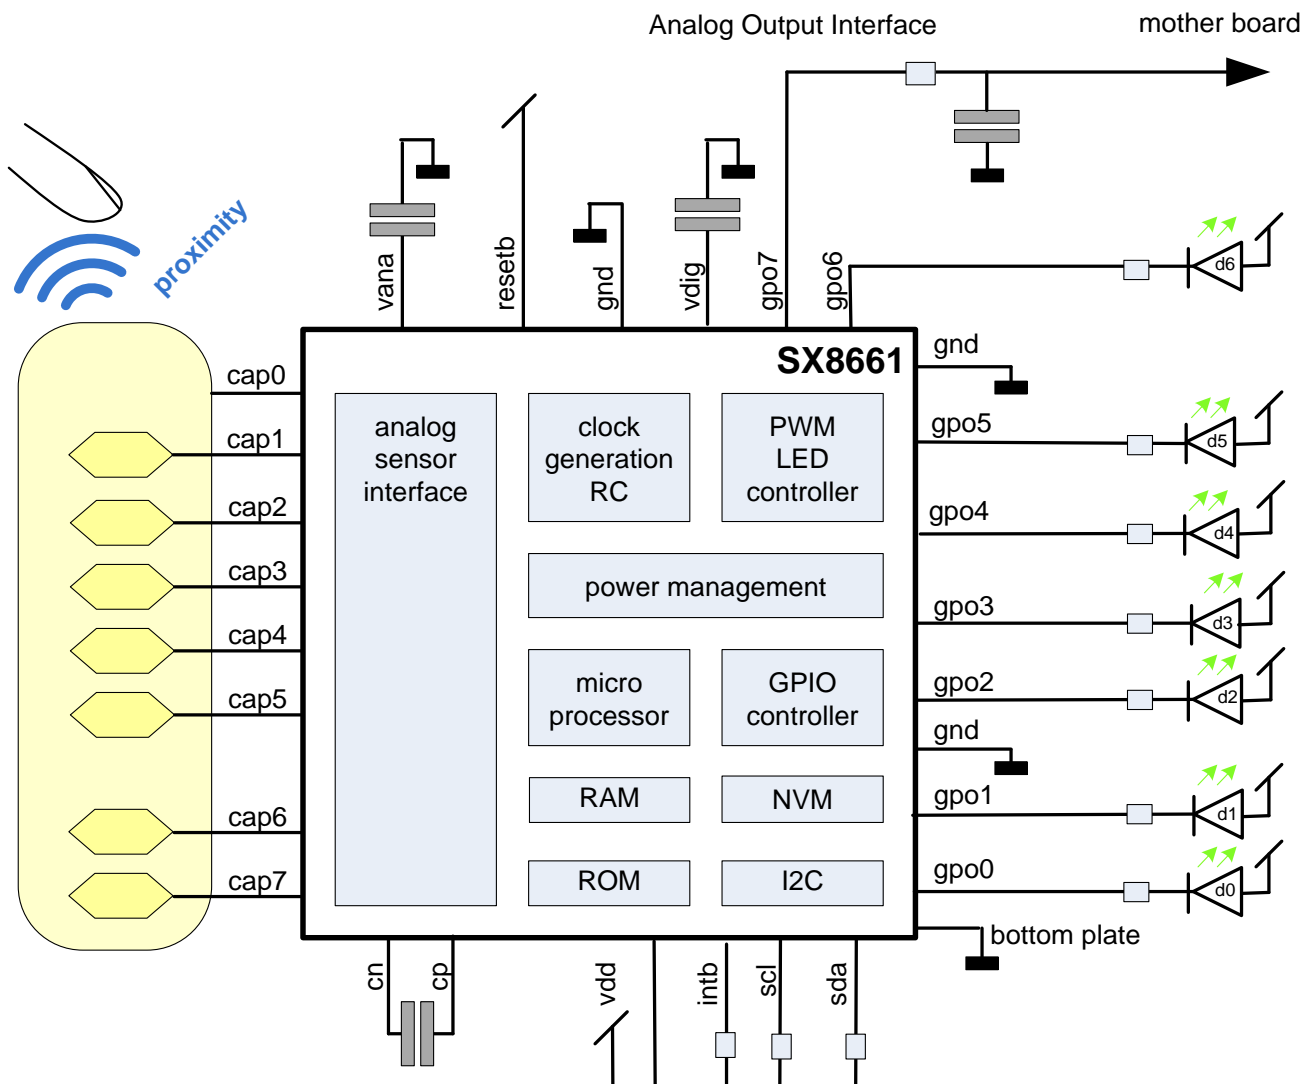 Analog Output Interface
mother board
proximity
vana
resetb
gnd
vdig
gpo7
gpo6
d6
SX8661
gnd
cap0
cap1
cap2
cap3
cap4
cap5
cap6
cap7
analog
sensor
interface
clock
generation
RC
PWM
LED
controller
power management
micro
processor
GPIO
controller
RAM
NVM
ROM
I2C
gpo5
d5
gpo4
d4
gpo3
d3
gpo2
d2
gnd
gpo1
d1
gpo0
d0
bottom plate
cn
cp
vdd
intb
scl
sda